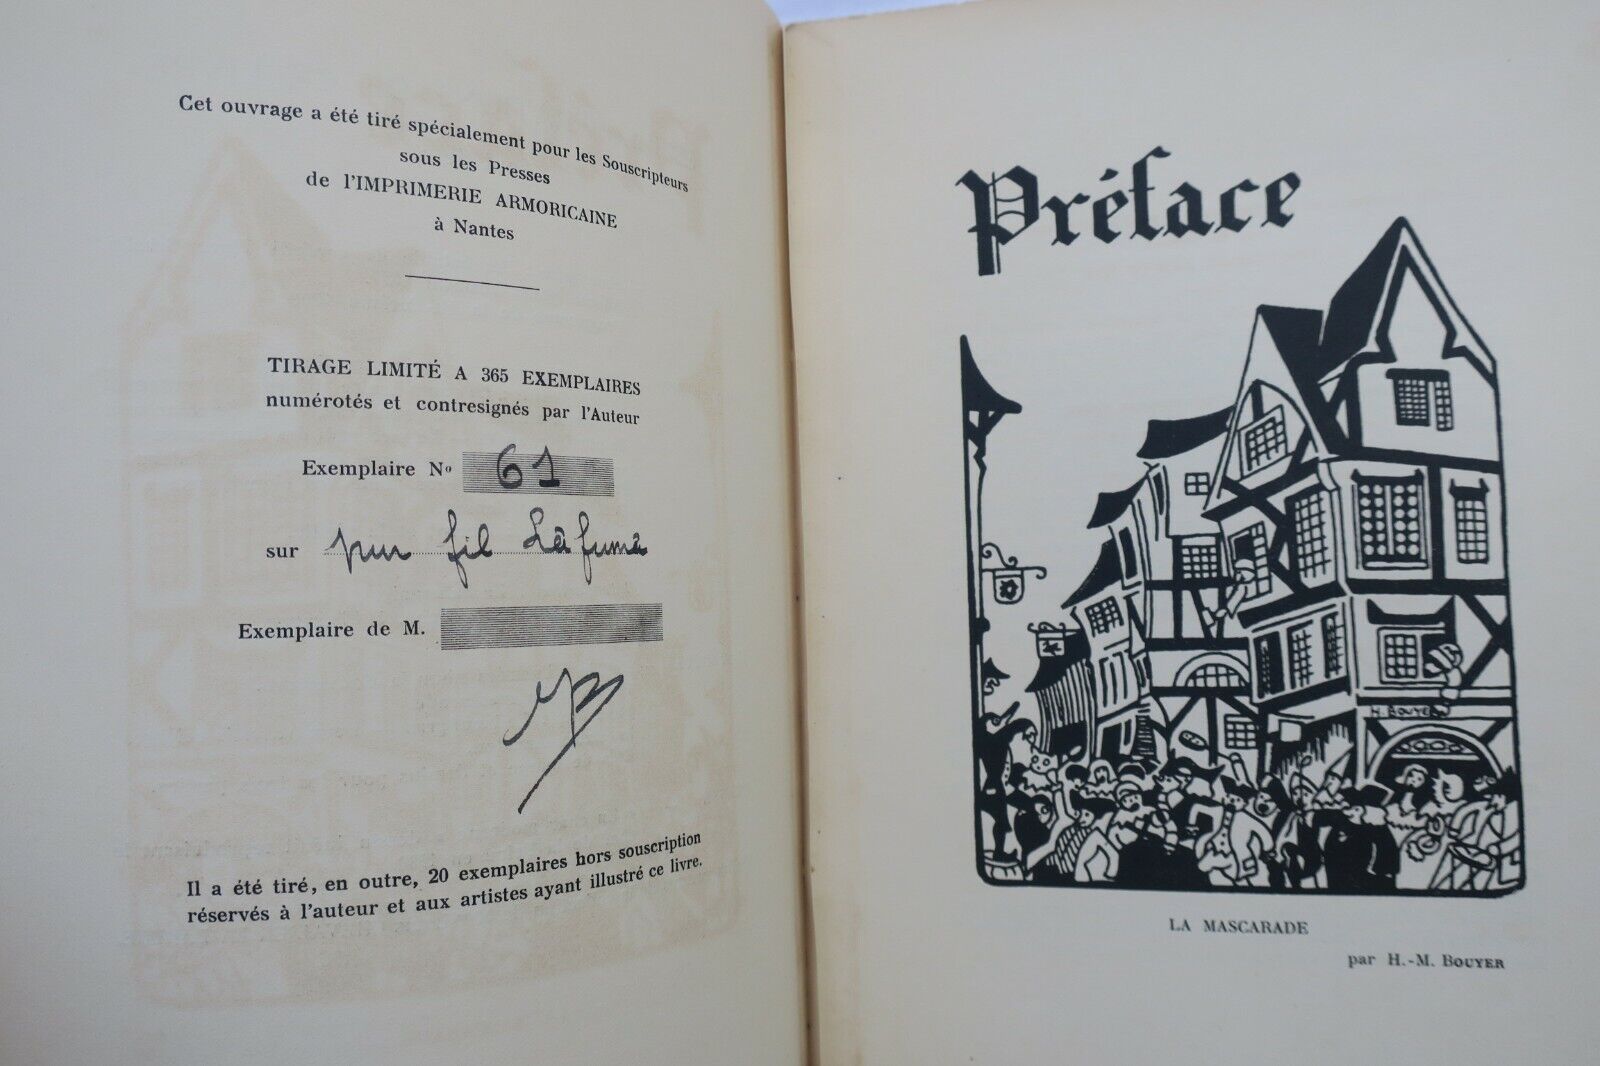 Cet ouvrage a été tiré spécialement pour les Souscripteurs
sous les Presses
de l'IMPRIMERIE ARMORICAINE
à Nantes
TIRAGE LIMITÉ A 365 EXEMPLAIRES
numérotés et contresignés par l'Auteur
Exemplaire No 61
sur pur fil Lafuma
Exemplaire de M.
Il a été tiré, en outre, 20 exemplaires hors souscription
réservés à l'auteur et aux artistes ayant illustré ce livre.
Préface
H. BOUYER
LA MASCARADE
par H.-M. BOUYER